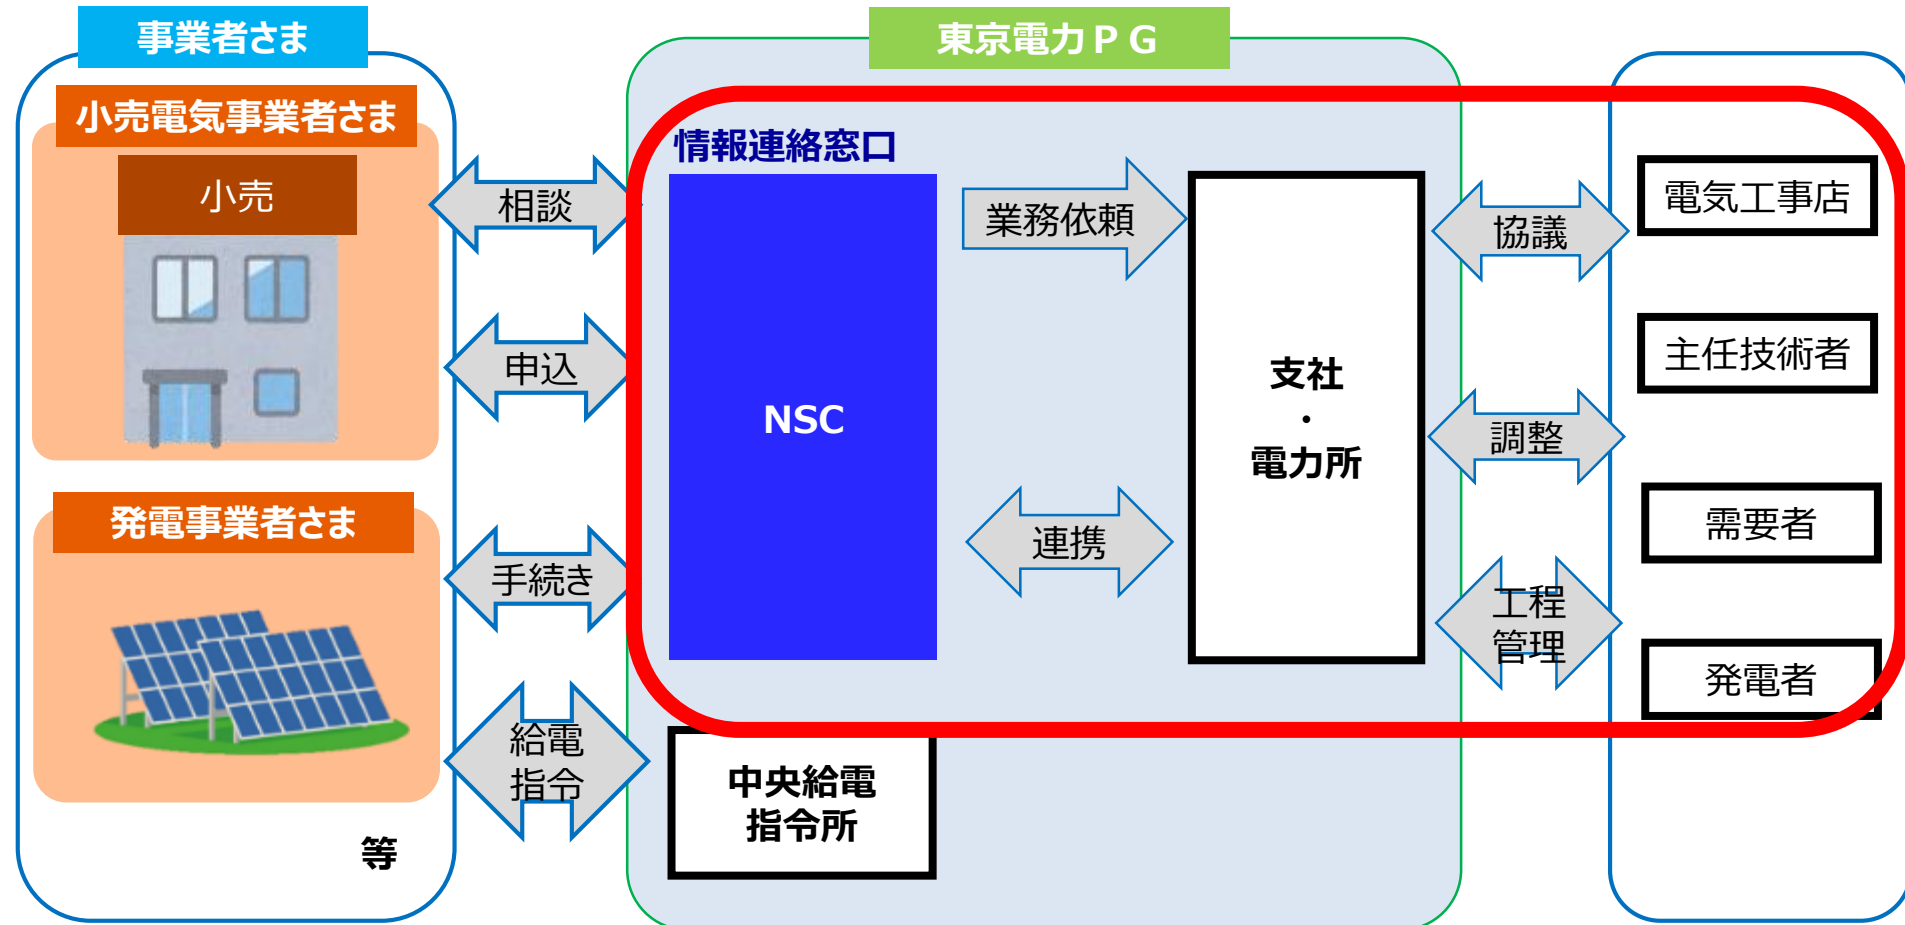 事業者さま
小売電気事業者さま
小売
発電事業者さま
等
相談
申込
手続き
給電
指令
東京電力ＰＧ
情報連絡窓口
NSC
業務依頼
連携
支社
・
電力所
中央給電
指令所
協議
調整
工程
管理
電気工事店
主任技術者
需要者
発電者